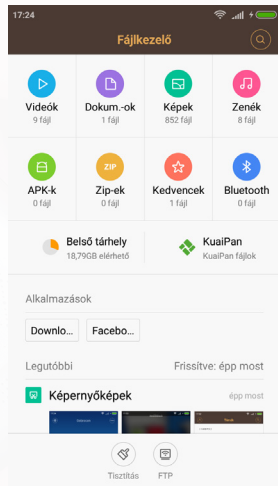 17:24
Fájlkezelő
Videók
Dokum.-ok
Képek
Zenék
9 fájl
1 fájl
852 fájl
8 fájl
ZIP
APK-k
Zip-ek
Kedvencek
Bluetooth
0 fájl
0 fájl
1 fájl
0 fájl
Belső tárhely
18,79GB elérhető
KuaiPan
KuaiPan fájlok
Alkalmazások
Downlo...
Facebo...
Legutóbbi
Frissítve: épp most
Képernyőképek
épp most
Tisztítás
FTP